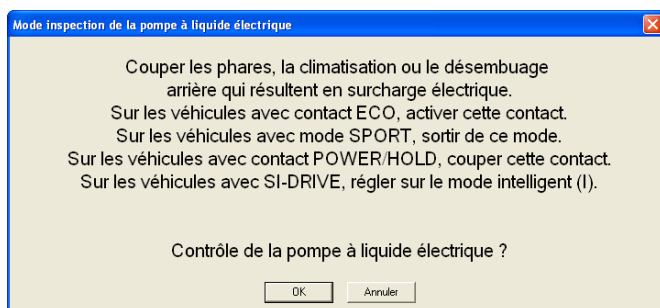 Mode inspection de la pompe à liquide électrique
Couper les phares, la climatisation ou le désembuage
arrière qui résultent en surcharge électrique.
Sur les véhicules avec contact ECO, activer cette contact.
Sur les véhicules avec mode SPORT, sortir de ce mode.
Sur les véhicules avec contact POWER/HOLD, couper cette contact.
Sur les véhicules avec SI-DRIVE, régler sur le mode intelligent (I).
Contrôle de la pompe à liquide électrique ?
OK
Annuler